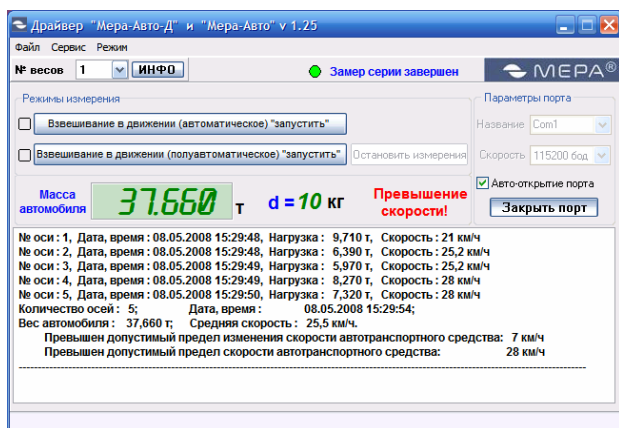 Драйвер "Мера-Авто-Д" и "Мера-Авто" v 1.25
Файл Сервис Режим
№ весов 1 ИНФО Замер серии завершен МЕРА®
Режимы измерения
Параметры порта
Взвешивание в движении (автоматическое) "запустить"
Название Com1
Взвешивание в движении (полуавтоматическое) "запустить" Остановить измерения
Скорость 115200 бод
Авто-открытие порта
Масса автомобиля 37.660 т d = 10 кг Превышение скорости!
Закрыть порт
№ оси : 1, Дата, время : 08.05.2008 15:29:48, Нагрузка : 9,710 т, Скорость : 21 км/ч
№ оси : 2, Дата, время : 08.05.2008 15:29:48, Нагрузка : 6,390 т, Скорость : 25,2 км/ч
№ оси : 3, Дата, время : 08.05.2008 15:29:49, Нагрузка : 5,970 т, Скорость : 25,2 км/ч
№ оси : 4, Дата, время : 08.05.2008 15:29:49, Нагрузка : 8,270 т, Скорость : 28 км/ч
№ оси : 5, Дата, время : 08.05.2008 15:29:50, Нагрузка : 7,320 т, Скорость : 28 км/ч
Количество осей : 5; Дата, время : 08.05.2008 15:29:54;
Вес автомобиля : 37,660 т; Средняя скорость : 25,5 км/ч.
Превышен допустимый предел изменения скорости автотранспортного средства: 7 км/ч
Превышен допустимый предел скорости автотранспортного средства: 28 км/ч